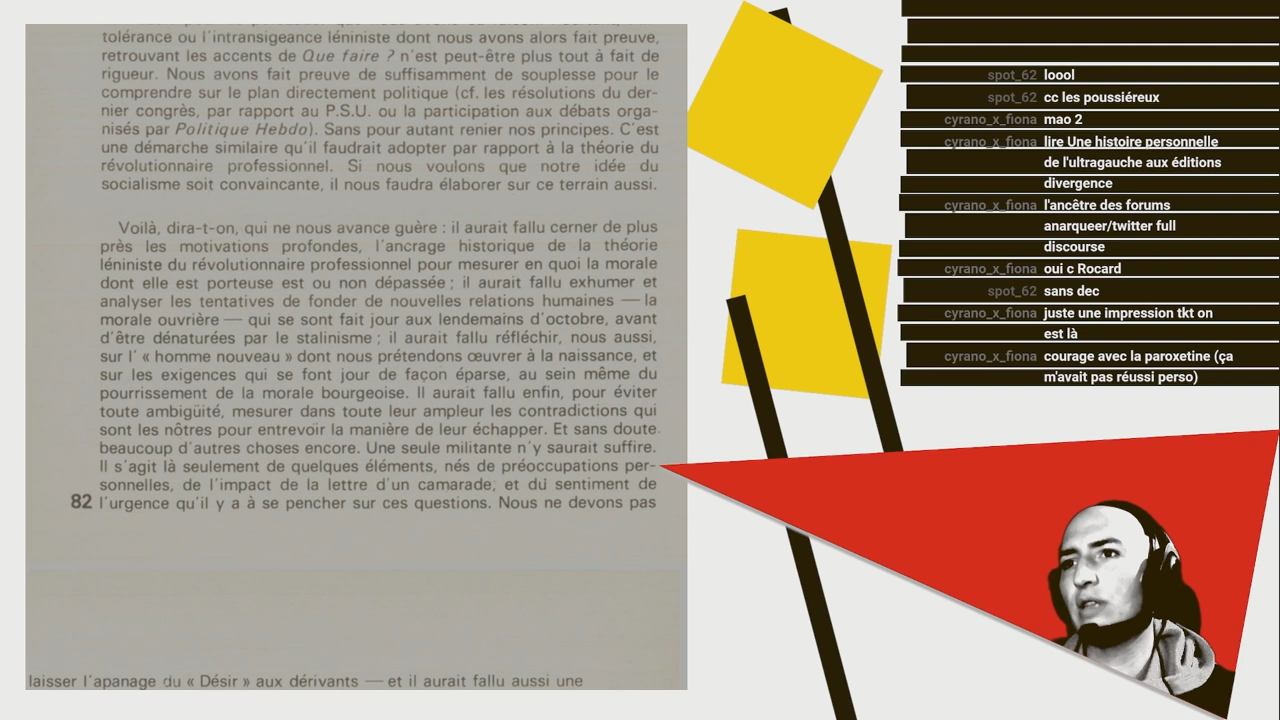 tolérance ou l'intransigeance léniniste dont nous avons alors fait preuve,
retrouvant les accents de Que faire ? n'est peut-être plus tout à fait de
rigueur. Nous avons fait preuve de suffisamment de souplesse pour le
comprendre sur le plan directement politique (cf. les résolutions du der-
nier congrès, par rapport au P.S.U. ou la participation aux débats orga-
nisés par Politique Hebdo). Sans pour autant renier nos principes. C'est
une démarche similaire qu'il faudrait adopter par rapport à la théorie du
révolutionnaire professionnel. Si nous voulons que notre idée du
socialisme soit convaincante, il nous faudra élaborer sur ce terrain aussi.
Voilà, dira-t-on, qui ne nous avance guère : il aurait fallu cerner de plus
près les motivations profondes, l'ancrage historique de la théorie
léniniste du révolutionnaire professionnel pour mesurer en quoi la morale
dont elle est porteuse est ou non dépassée ; il aurait fallu exhumer et
analyser les tentatives de fonder de nouvelles relations humaines — la
morale ouvrière — qui se sont fait jour aux lendemains d'octobre, avant
d'être dénaturées par le stalinisme ; il aurait fallu réfléchir, nous aussi,
sur l' « homme nouveau » dont nous prétendons œuvrer à la naissance, et
sur les exigences qui se font jour de façon éparse, au sein même du
pourrissement de la morale bourgeoise. Il aurait fallu enfin, pour éviter
toute ambigüité, mesurer dans toute leur ampleur les contradictions qui
sont les nôtres pour entrevoir la manière de leur échapper. Et sans doute
beaucoup d'autres choses encore. Une seule militante n'y saurait suffire.
Il s'agit là seulement de quelques éléments, nés de préoccupations per-
sonnelles, de l'impact de la lettre d'un camarade, et du sentiment de
82 l'urgence qu'il y a à se pencher sur ces questions. Nous ne devons pas
laisser l'apanage du « Désir » aux dérivants — et il aurait fallu aussi une
spot_62 loool
spot_62 cc les poussiéreux
cyrano_x_fiona mao 2
cyrano_x_fiona lire Une histoire personnelle
de l'ultragauche aux éditions
divergence
cyrano_x_fiona l'ancêtre des forums
anarqueer/twitter full
discourse
cyrano_x_fiona oui c Rocard
spot_62 sans dec
cyrano_x_fiona juste une impression tkt on
est là
cyrano_x_fiona courage avec la paroxetine (ça
m'avait pas réussi perso)